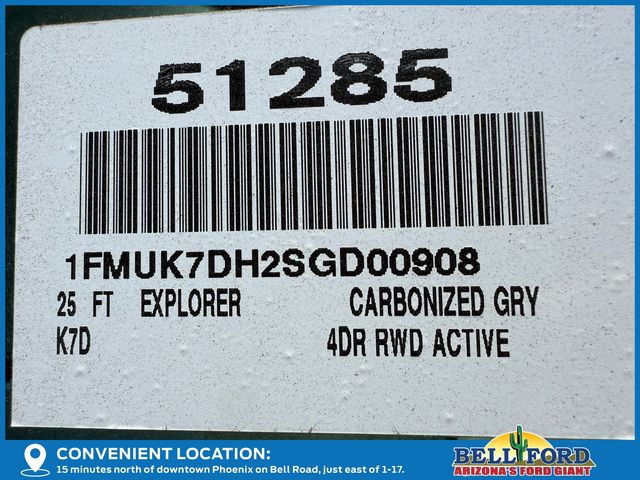 51285
1FMUK7DH2SGD00908
25 FT EXPLORER CARBONIZED GRY
K7D 4DR RWD ACTIVE
CONVENIENT LOCATION:
15 minutes north of downtown Phoenix on Bell Road, just east of 1-17.
BELL FORD
ARIZONA'S FORD GIANT